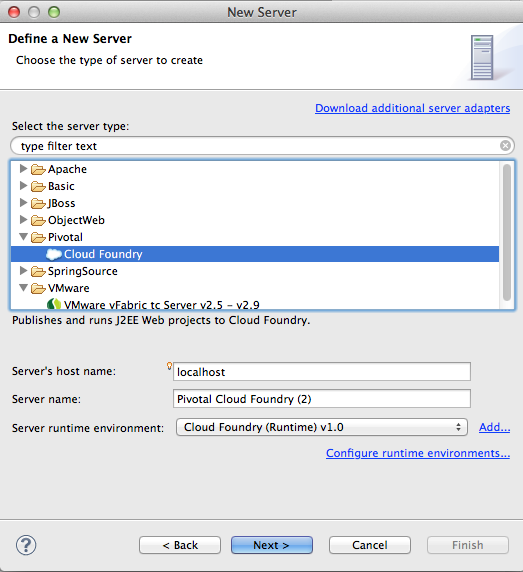 New Server
Define a New Server
Choose the type of server to create
Download additional server adapters
Select the server type:
type filter text
Apache
Basic
JBoss
ObjectWeb
Pivotal
Cloud Foundry
SpringSource
VMware
VMware vFabric tc Server v2.5 – v2.9
Publishes and runs J2EE Web projects to Cloud Foundry.
Server's host name: localhost
Server name: Pivotal Cloud Foundry (2)
Server runtime environment: Cloud Foundry (Runtime) v1.0 Add...
Configure runtime environments...
? < Back Next > Cancel Finish